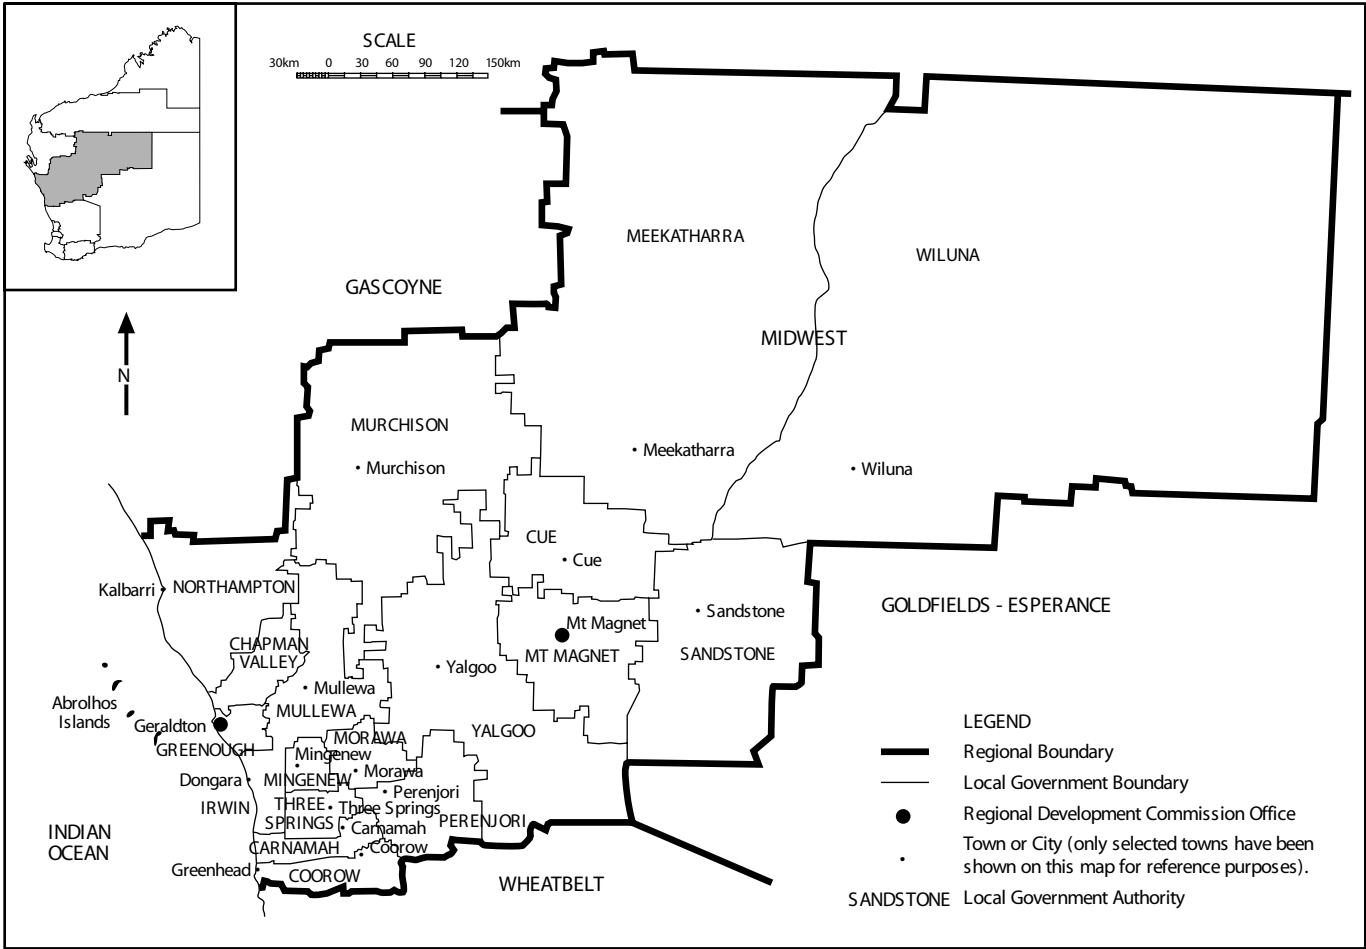 SCALE
30km 0 30 60 90 120 150km
MEEKATHARRA
WILUNA
GASCOYNE
MIDWEST
N
MURCHISON
Meekatharra
Murchison
Wiluna
CUE
Cue
Kalbarri
NORTHAMPTON
GOLDFIELDS - ESPERANCE
Sandstone
Mt Magnet
CHAPMAN
VALLEY
MT MAGNET
SANDSTONE
Yalgoo
Mullewa
Abrolhos
Islands
MULLEWA
Geraldton
YALGOO
LEGEND
MORAWA
GREENOUGH
Mingenew
Regional Boundary
Morawa
Dongara
MINGENEW
Local Government Boundary
Perenjori
IRWIN
THREE
SPRINGS
Three Springs
Regional Development Commission Office
PERENJORI
INDIAN
OCEAN
Carnamah
CARNAMAH
Coorow
Town or City (only selected towns have been
shown on this map for reference purposes).
Greenhead
COOROW
WHEATBELT
SANDSTONE Local Government Authority